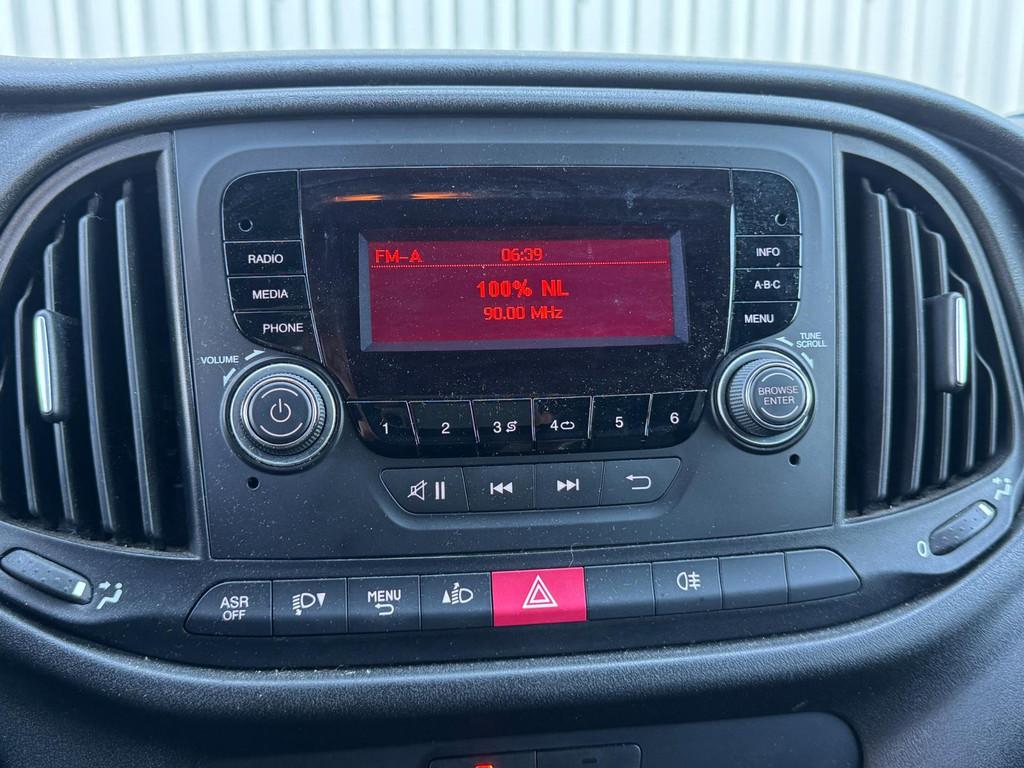 FM-A 06:39
100% NL
90.00 MHz
RADIO
MEDIA
PHONE
VOLUME
INFO
A·B·C
MENU
TUNE
SCROLL
BROWSE
ENTER
1 2 3 4 5 6
ASR
OFF
MENU
0